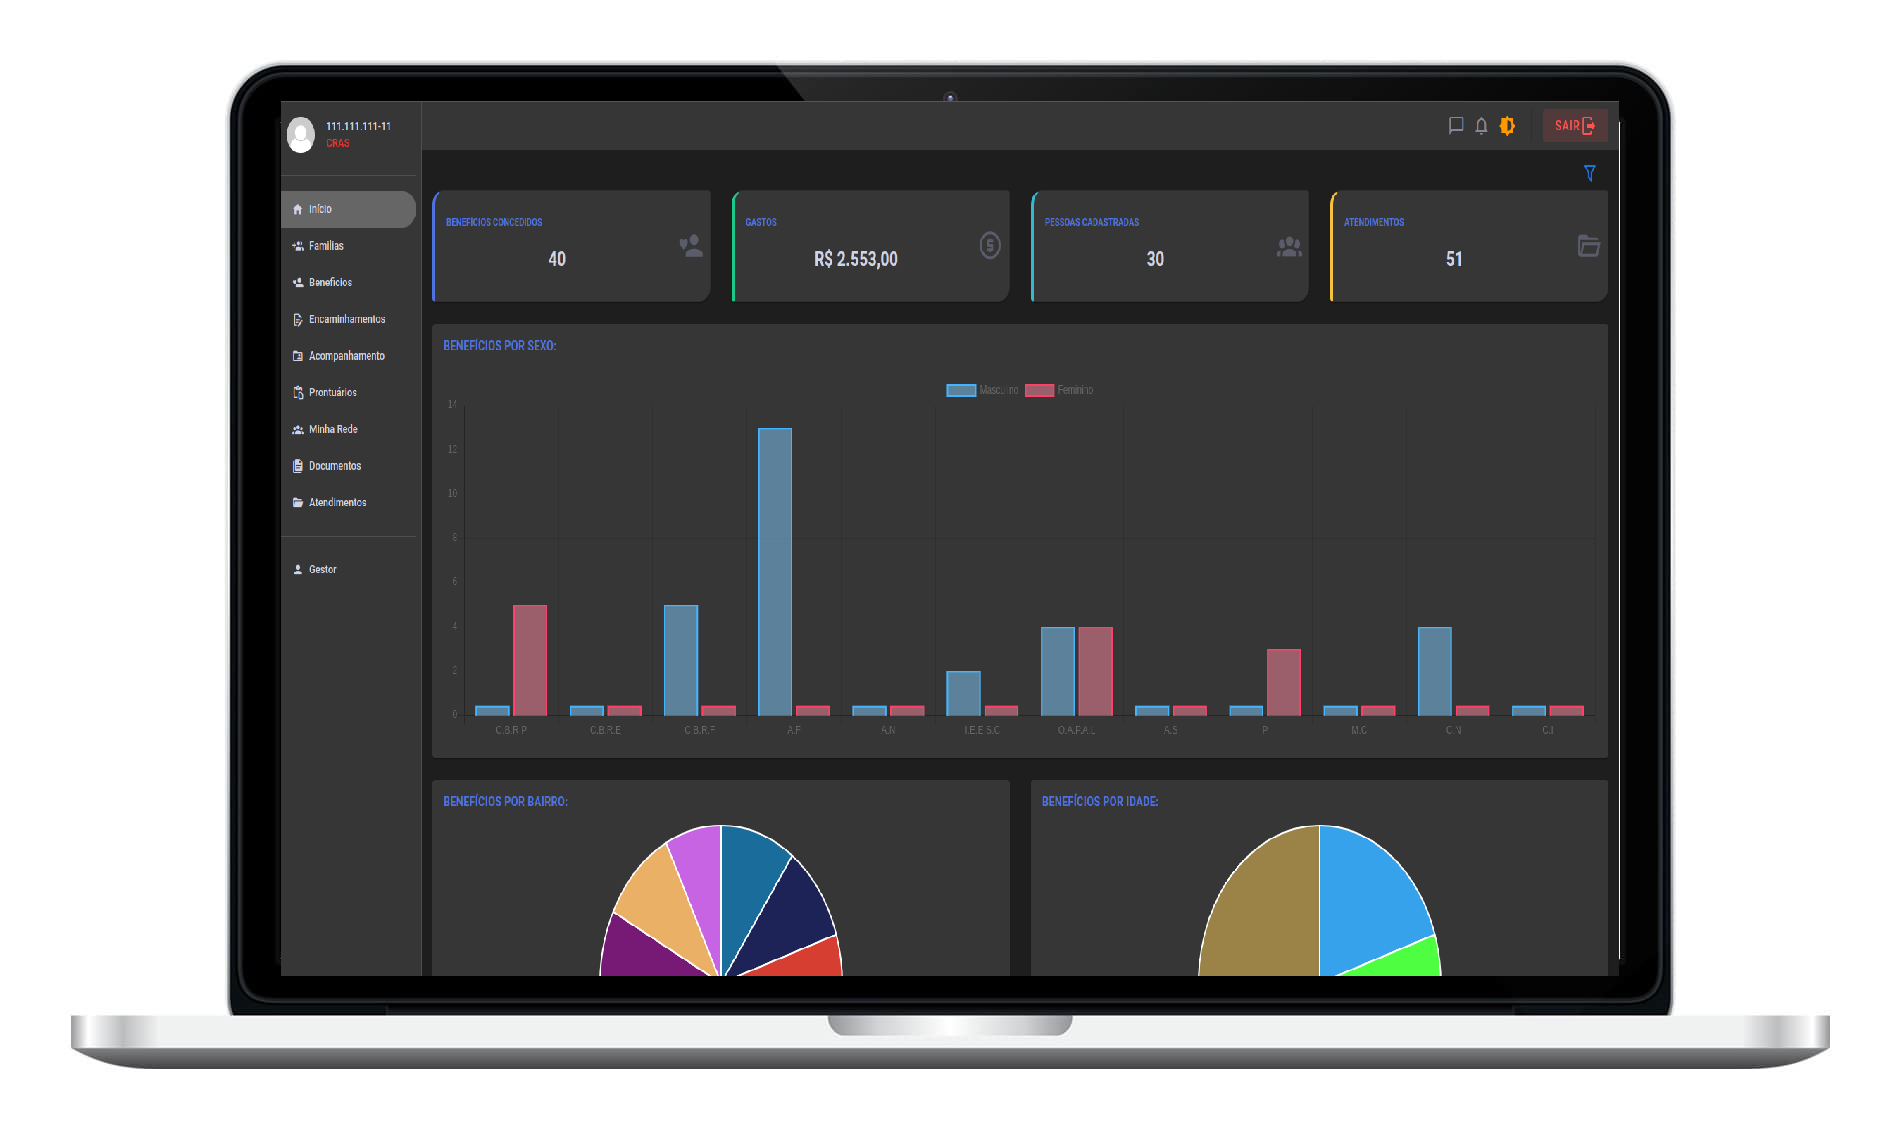 111.111.111-11
CRAS
SAIR
Início
Famílias
Benefícios
Encaminhamentos
Acompanhamento
Prontuários
Minha Rede
Documentos
Atendimentos
Gestor
BENEFÍCIOS CONCEDIDOS
40
GASTOS
R$ 2.553,00
PESSOAS CADASTRADAS
30
ATENDIMENTOS
51
BENEFÍCIOS POR SEXO:
Masculino Feminino
14
12
10
8
6
4
2
0
C.B.R.P C.B.R.E C.B.R.F A.F A.N I.E.E.S.C O.A.P.A.L A.S P. M.C C.N C.I
BENEFÍCIOS POR BAIRRO:
BENEFÍCIOS POR IDADE: